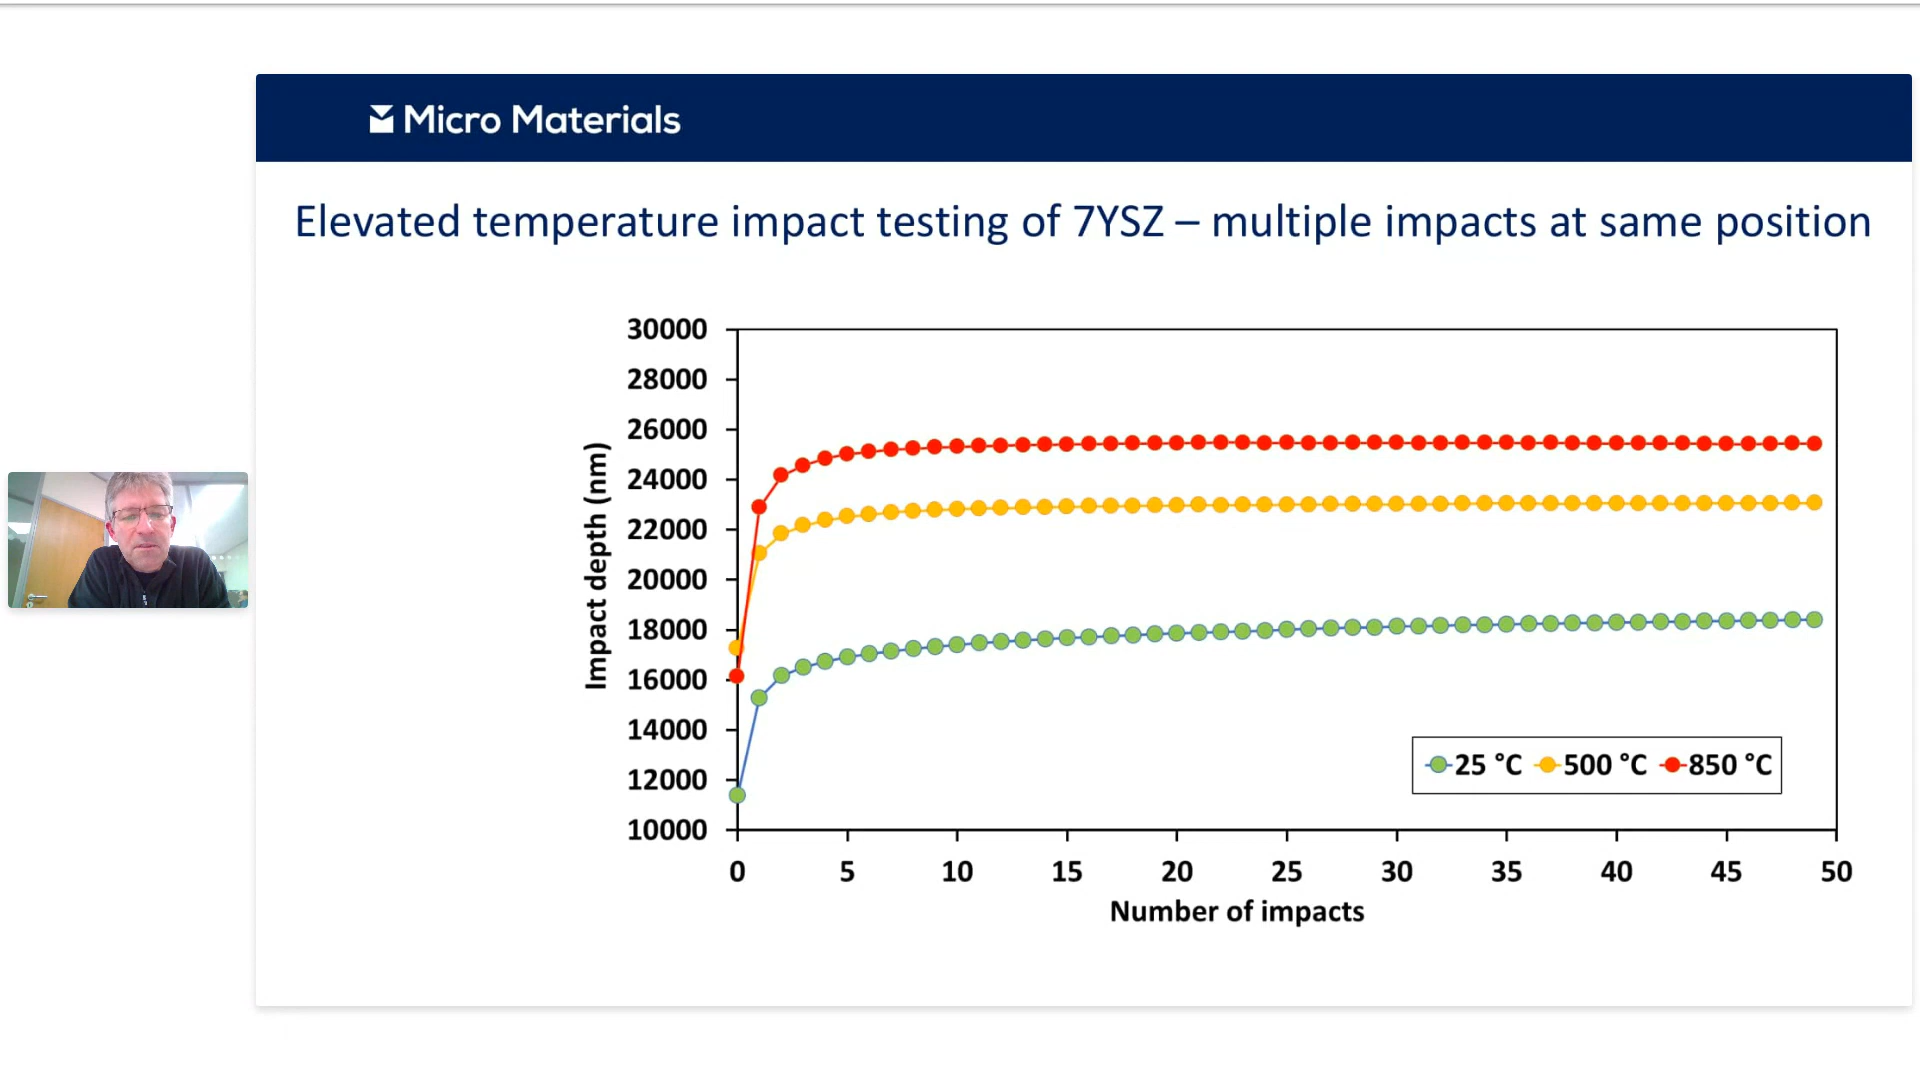 Micro Materials
Elevated temperature impact testing of 7YSZ – multiple impacts at same position
30000
28000
26000
24000
22000
20000
18000
16000
14000
12000
10000
Impact depth (nm)
25 °C 500 °C 850 °C
0 5 10 15 20 25 30 35 40 45 50
Number of impacts